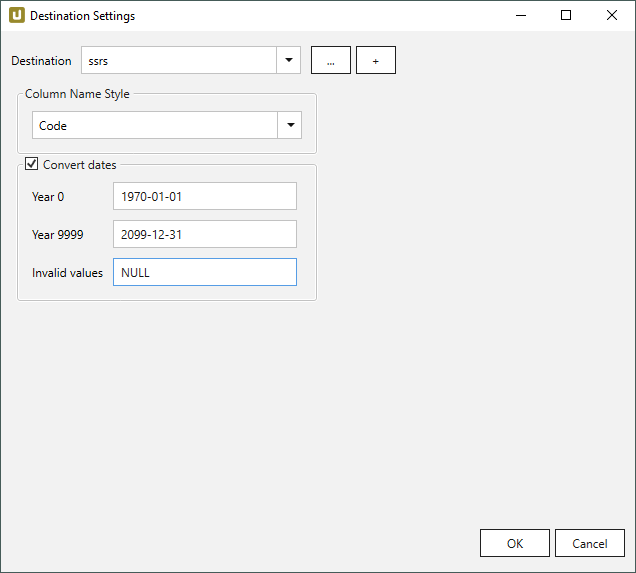 Destination Settings
Destination ssrs ... +
Column Name Style
Code
Convert dates
Year 0 1970-01-01
Year 9999 2099-12-31
Invalid values NULL
OK Cancel